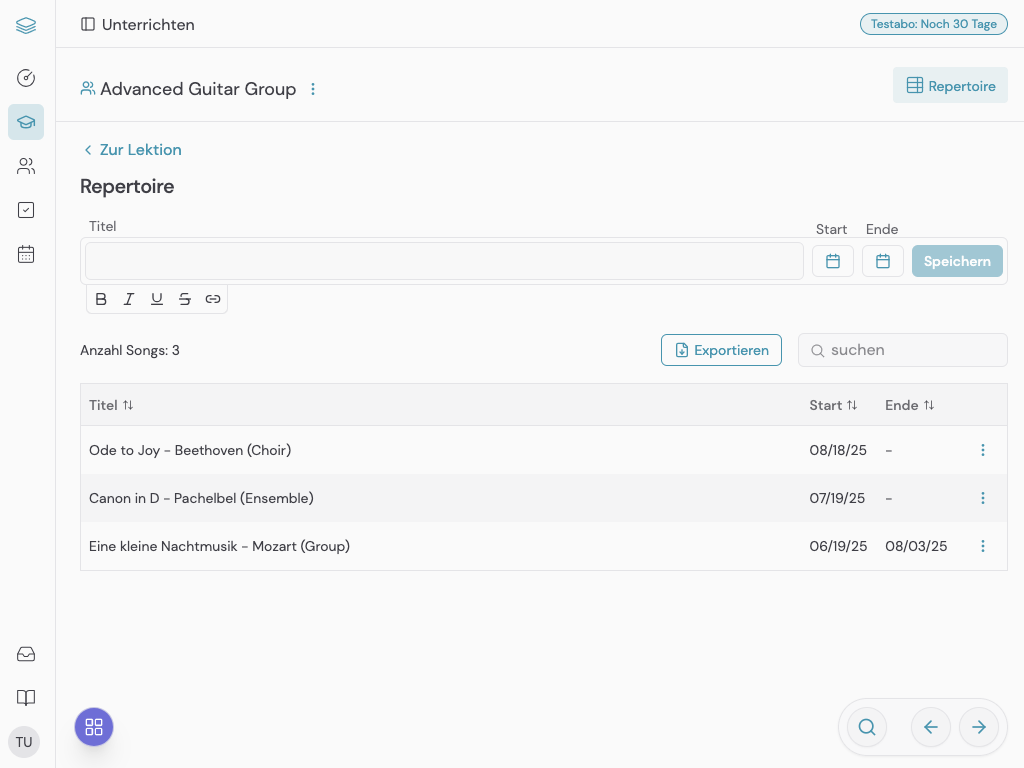 Unterrichten
Testabo: Noch 30 Tage
Advanced Guitar Group
Repertoire
Zur Lektion
Repertoire
Titel
Start
Ende
Speichern
B I U S
Anzahl Songs: 3
Exportieren
suchen
Titel Start Ende
Ode to Joy - Beethoven (Choir) 08/18/25 -
Canon in D - Pachelbel (Ensemble) 07/19/25 -
Eine kleine Nachtmusik - Mozart (Group) 06/19/25 08/03/25
TU